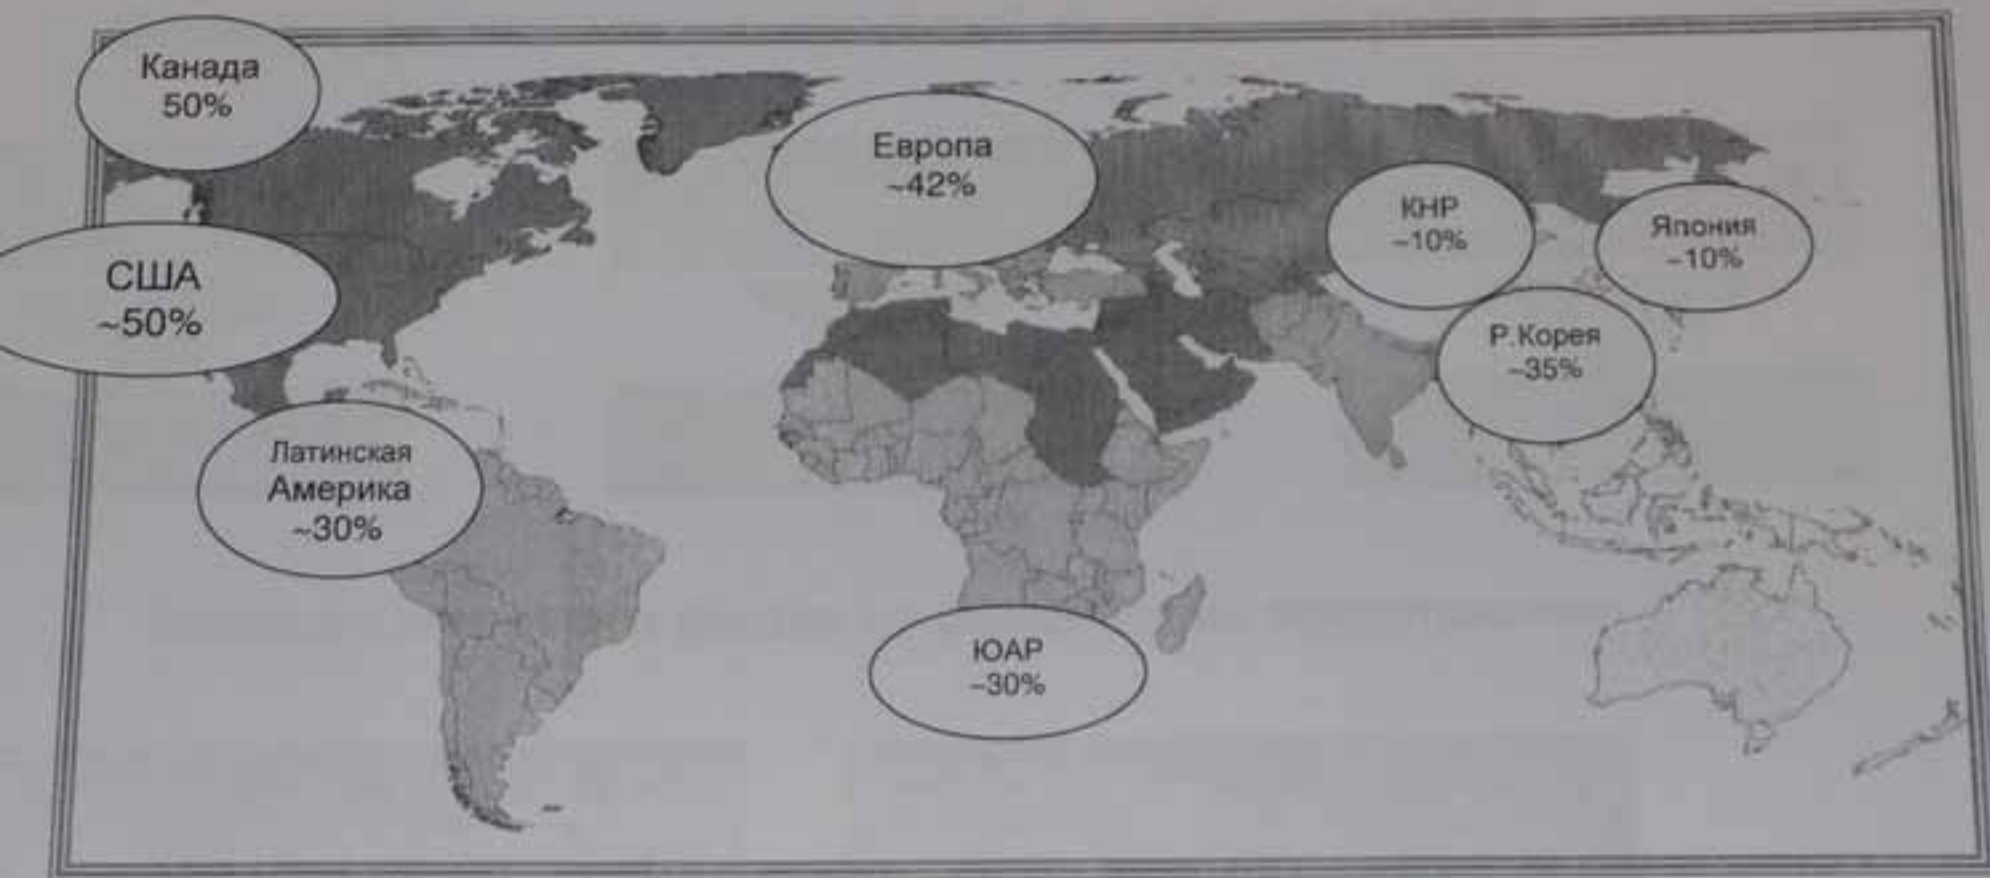 Канада
50%
Европа
~42%
КНР
~10%
Япония
~10%
США
~50%
Р.Корея
~35%
Латинская
Америка
~30%
ЮАР
~30%